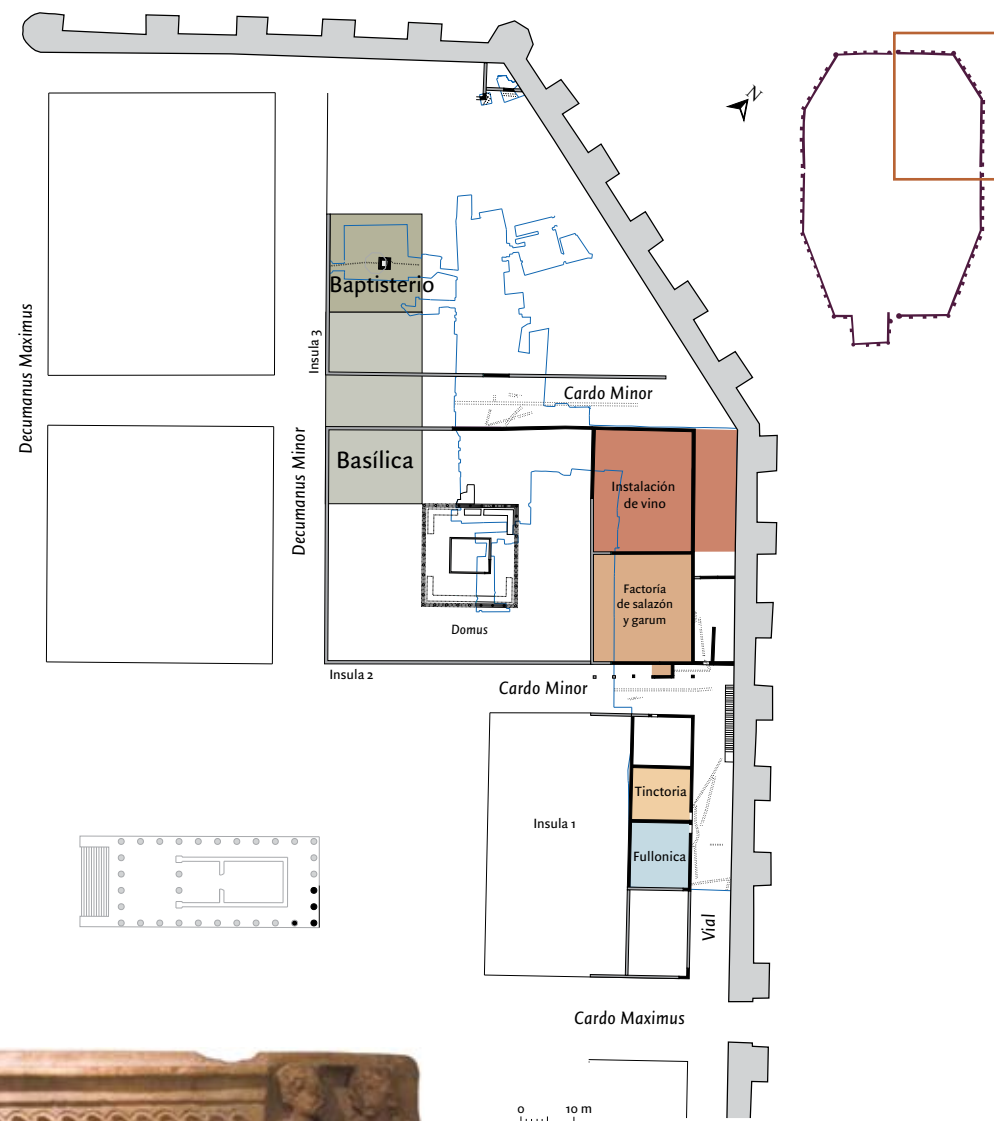 N
Decumanus Maximus
Insula 3
Baptisterio
Cardo Minor
Decumanus Minor
Basílica
Instalación
de vino
Factoría
de salazón
y garum
Domus
Insula 2
Cardo Minor
Tinctoria
Insula 1
Fullonica
Vial
Cardo Maximus
0 10 m